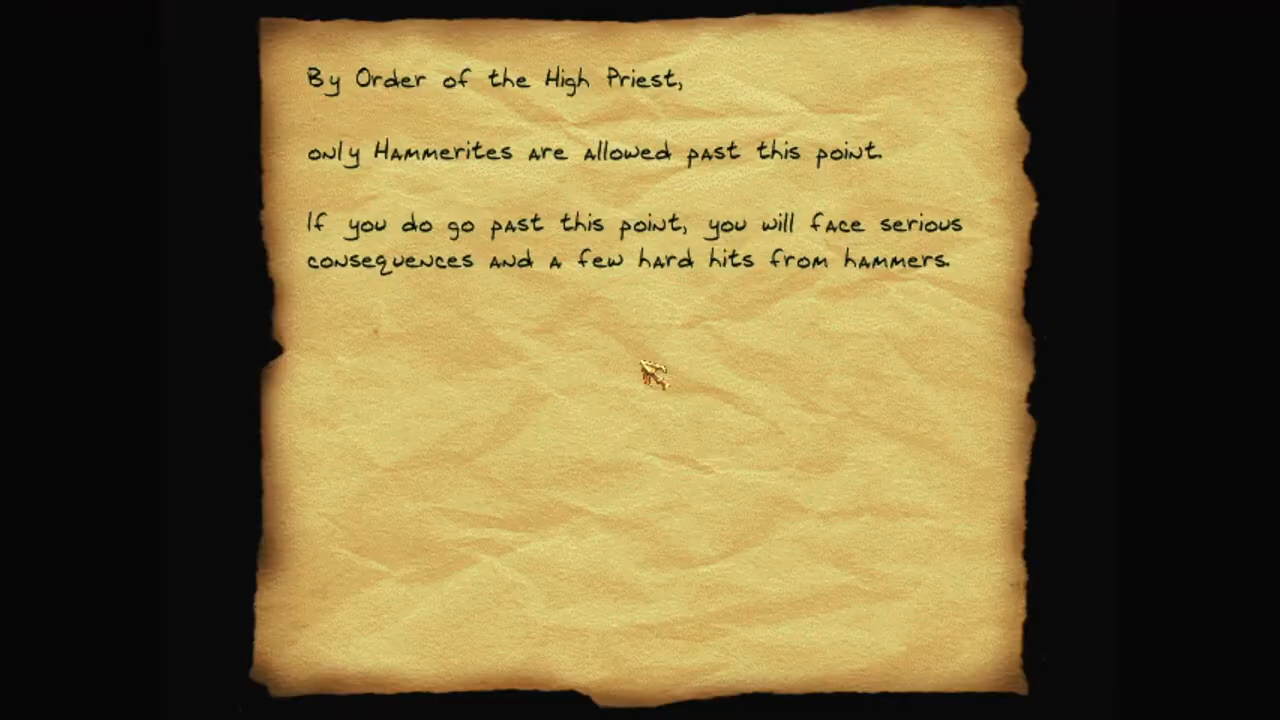 By Order of the High Priest,
only Hammerites are allowed past this point.
If you do go past this point, you will face serious
consequences and a few hard hits from hammers.